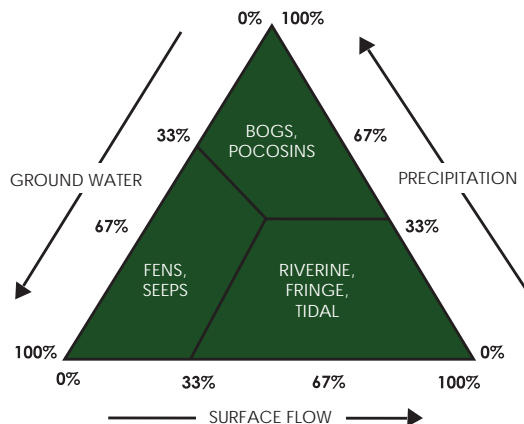 0% 100%
33%
BOGS,
POCOSINS
67%
GROUND WATER
PRECIPITATION
67%
33%
FENS,
SEEPS
RIVERINE,
FRINGE,
TIDAL
100%
0%
0%
33%
67%
100%
SURFACE FLOW